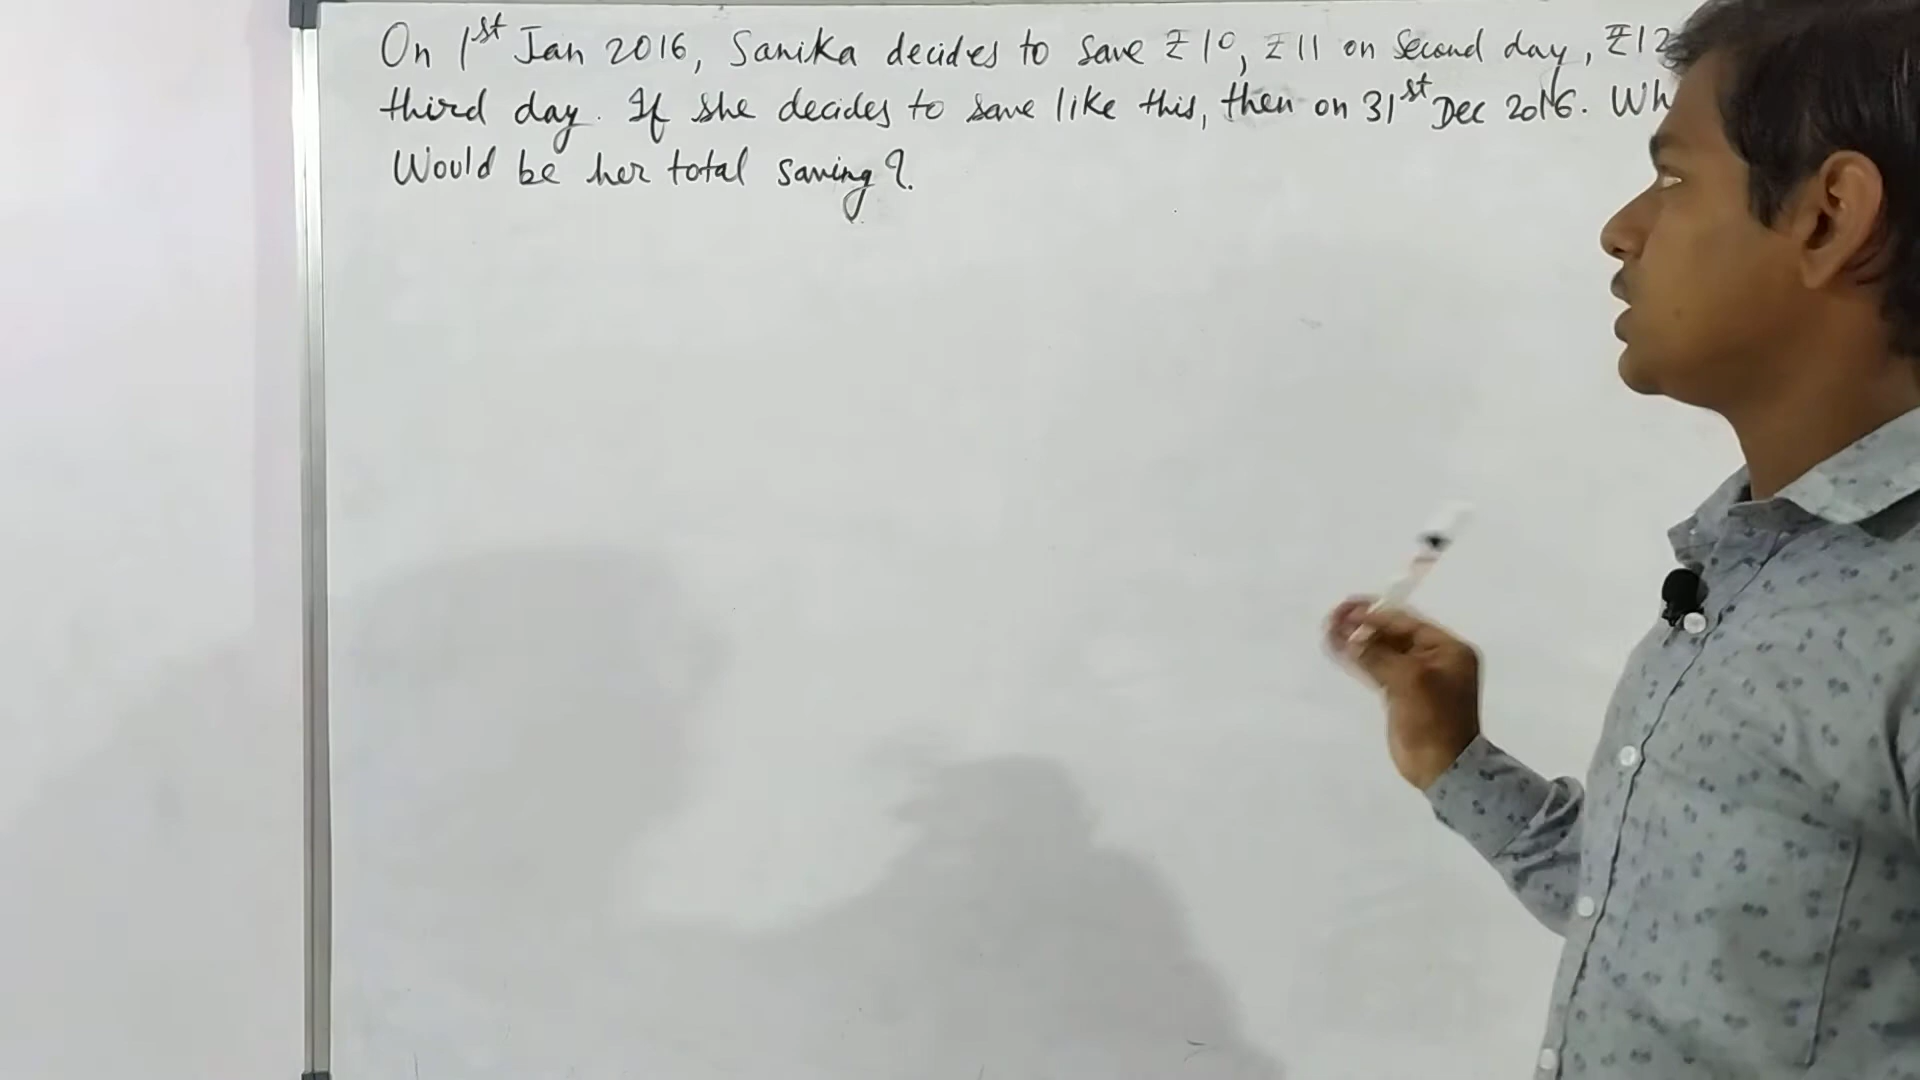 On 1st Jan 2016, Sanika decides to save ₹10, ₹11 on second day, ₹12
third day. If she decides to save like this, then on 31st Dec 2016. Wh
Would be her total saving?